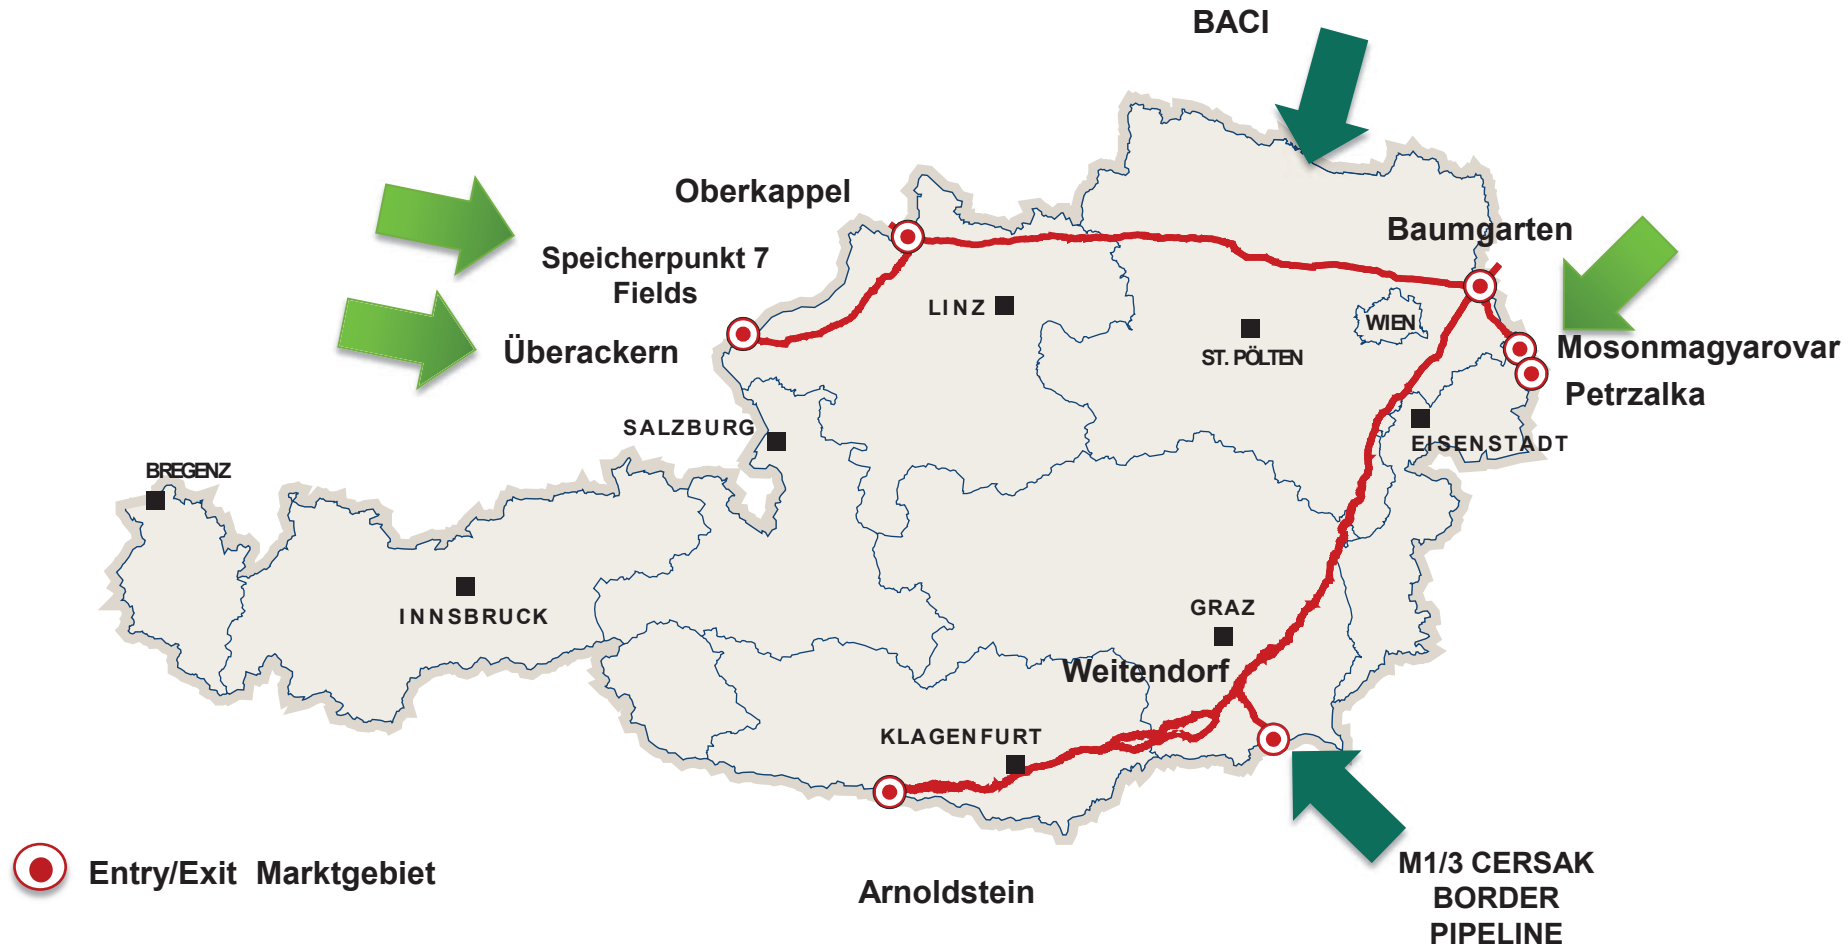 BACI
Oberkappel
Baumgarten
Speicherpunkt 7
Fields
LINZ
WIEN
Überackern
ST. PÖLTEN
Mosonmagyarovar
Petrzalka
SALZBURG
EISENSTADT
BREGENZ
INNSBRUCK
GRAZ
Weitendorf
KLAGENFURT
Entry/Exit Marktgebiet
Arnoldstein
M1/3 CERSAK
BORDER
PIPELINE